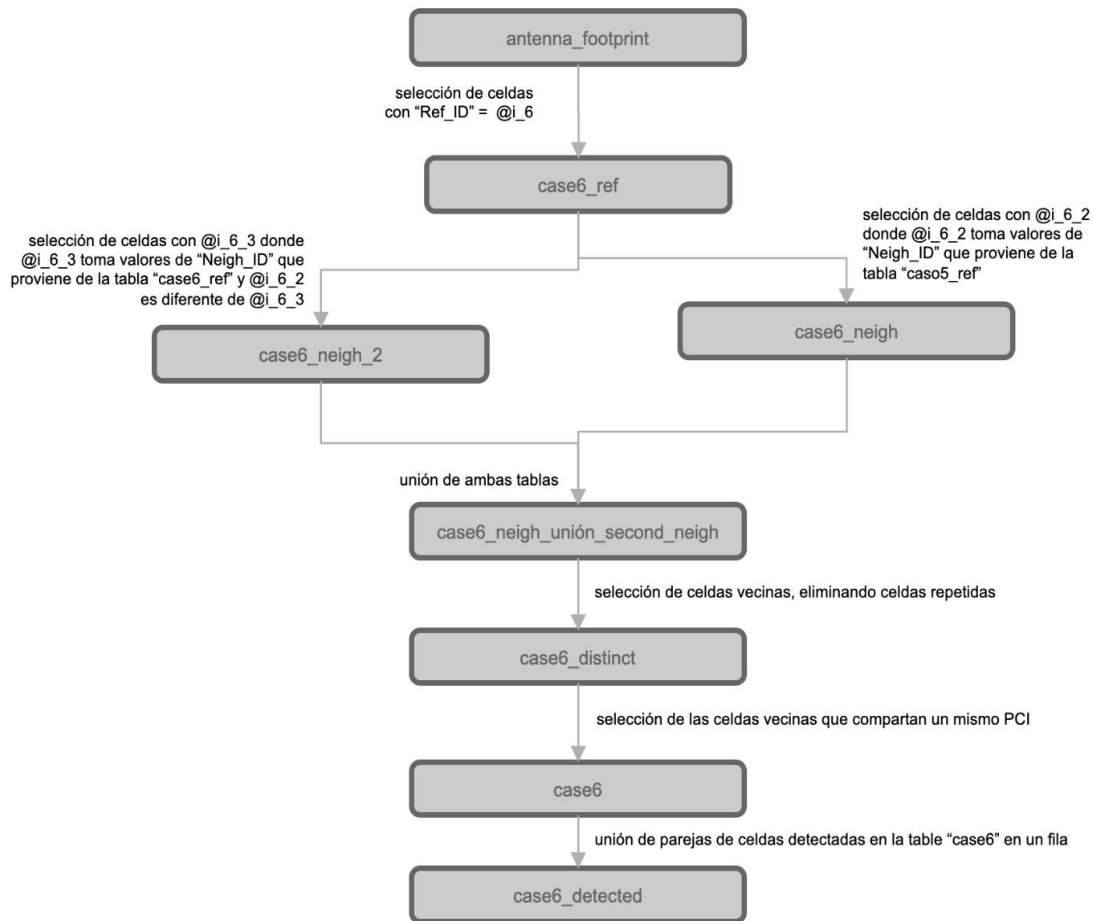 antenna_footprint
selección de celdas
con “Ref_ID” = @i_6
case6_ref
selección de celdas con @i_6_3 donde
@i_6_3 toma valores de “Neigh_ID” que
proviene de la tabla “case6_ref” y @i_6_2
es diferente de @i_6_3
selección de celdas con @i_6_2
donde @i_6_2 toma valores de
“Neigh_ID” que proviene de la
tabla “caso5_ref”
case6_neigh_2
case6_neigh
unión de ambas tablas
case6_neigh_unión_second_neigh
selección de celdas vecinas, eliminando celdas repetidas
case6_distinct
selección de las celdas vecinas que compartan un mismo PCI
case6
unión de parejas de celdas detectadas en la table “case6” en un fila
case6_detected